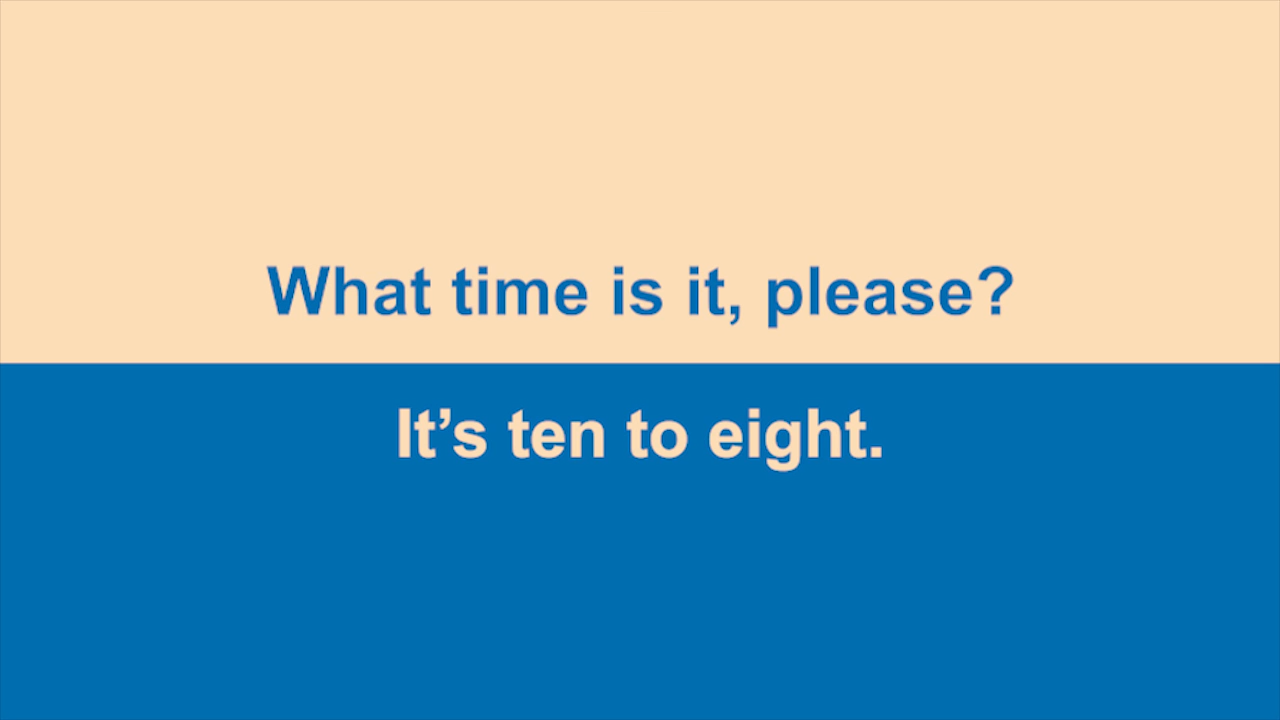 What time is it, please?
It’s ten to eight.